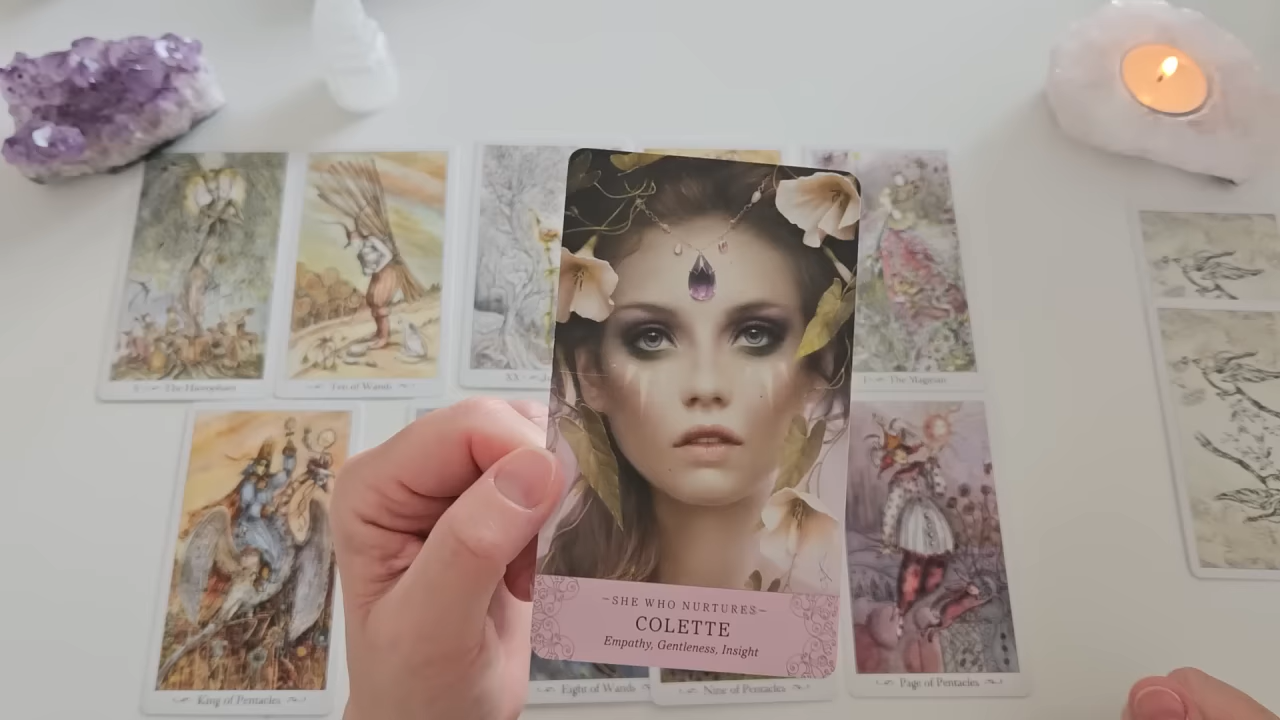 V The Hierophant
Ten of Wands
I The Magician
~SHE WHO NURTURES~
COLETTE
Empathy, Gentleness, Insight
King of Pentacles
Eight of Wands
Nine of Pentacles
Page of Pentacles